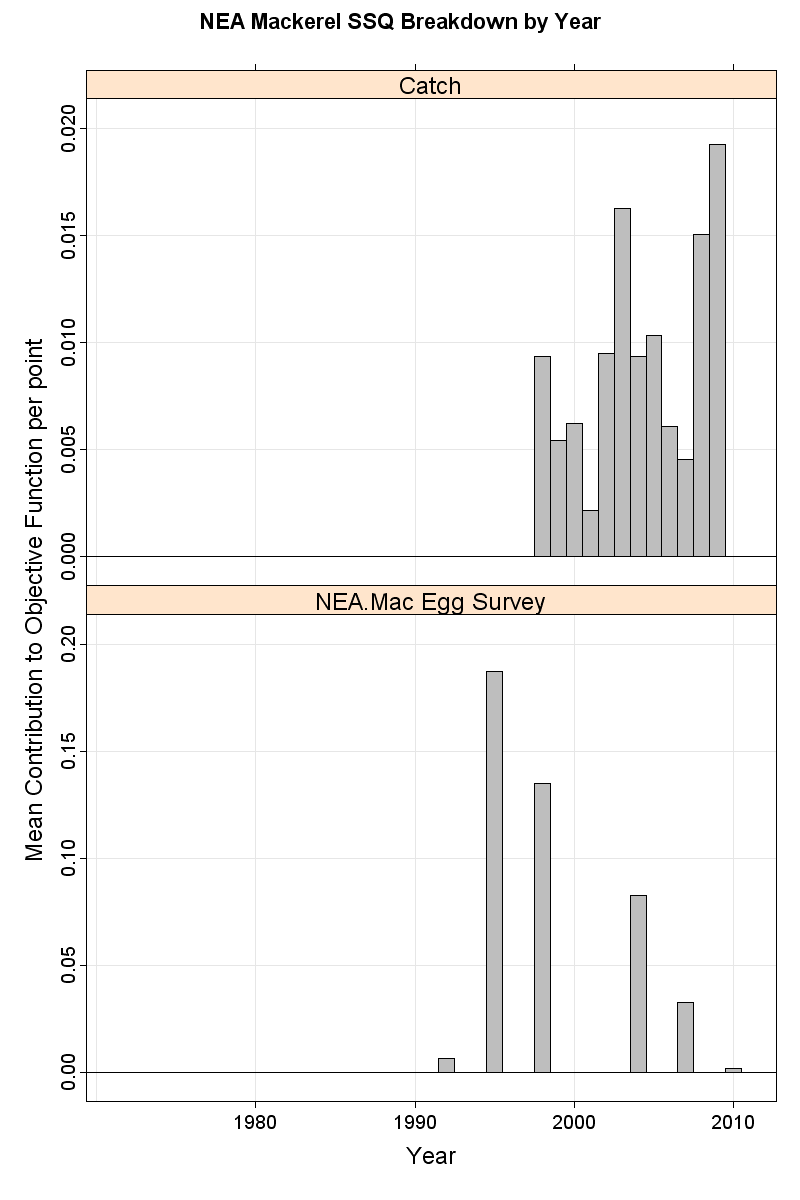 NEA Mackerel SSQ Breakdown by Year
Catch
0.020
0.015
0.010
0.005
0.000
NEA.Mac Egg Survey
0.20
0.15
0.10
0.05
0.00
Mean Contribution to Objective Function per point
1980 1990 2000 2010
Year